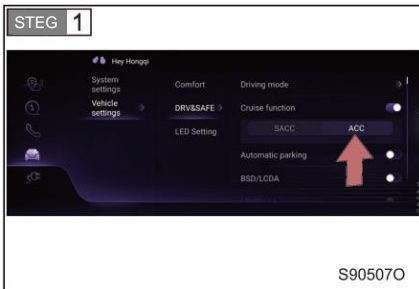 STEG 1
Hey Hongqi
System settings
Comfort
Driving mode
Vehicle settings
DRV&SAFE
Cruise function
LED Setting
SACC
ACC
Automatic parking
BSD/LCDA
S90507O